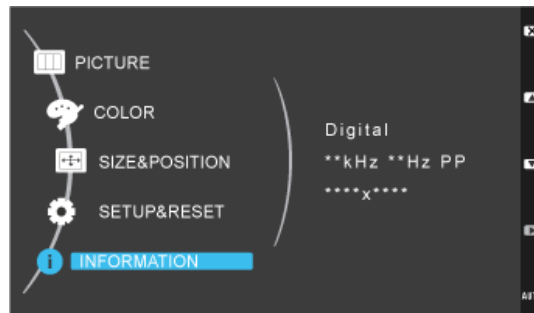 PICTURE
COLOR
SIZE&POSITION
SETUP&RESET
INFORMATION
Digital
**kHz **Hz PP
****x****